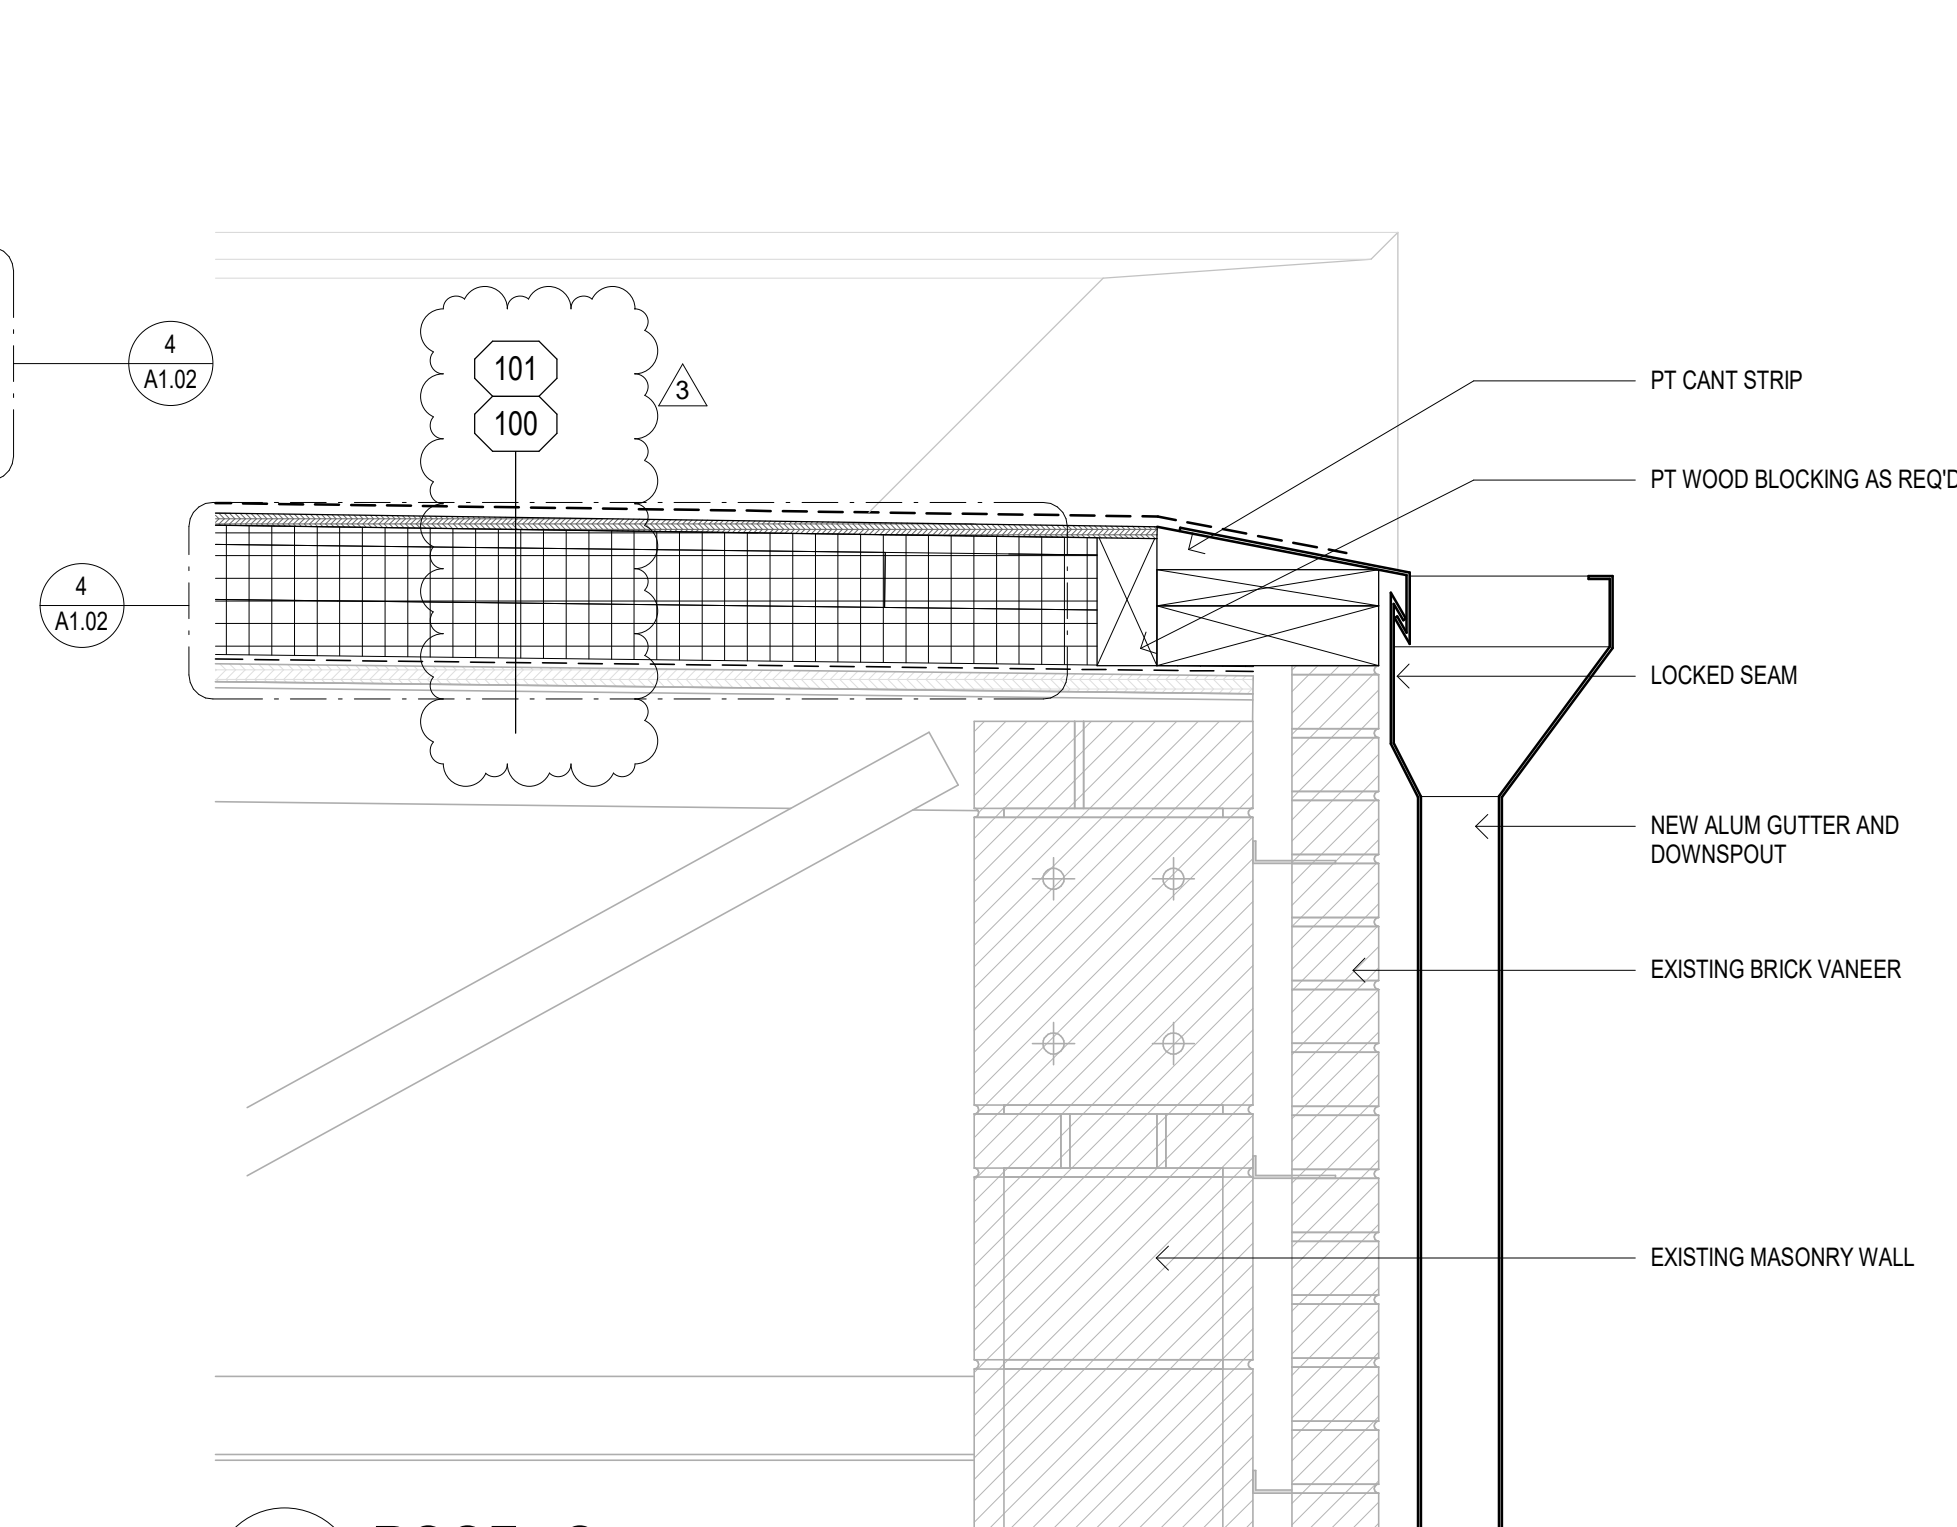 4
A1.02
101
100
3
PT CANT STRIP
PT WOOD BLOCKING AS REQ'D
4
A1.02
LOCKED SEAM
NEW ALUM GUTTER AND
DOWNSPOUT
EXISTING BRICK VANEER
EXISTING MASONRY WALL